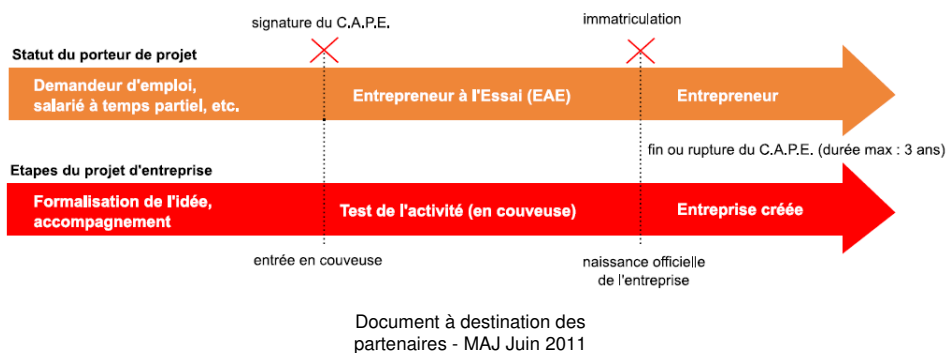 signature du C.A.P.E.
immatriculation
Statut du porteur de projet
Demandeur d'emploi,
salarié à temps partiel, etc.
Entrepreneur à l'Essai (EAE)
Entrepreneur
fin ou rupture du C.A.P.E. (durée max : 3 ans)
Etapes du projet d'entreprise
Formalisation de l'idée,
accompagnement
Test de l'activité (en couveuse)
Entreprise créée
entrée en couveuse
naissance officielle
de l'entreprise
Document à destination des
partenaires - MAJ Juin 2011